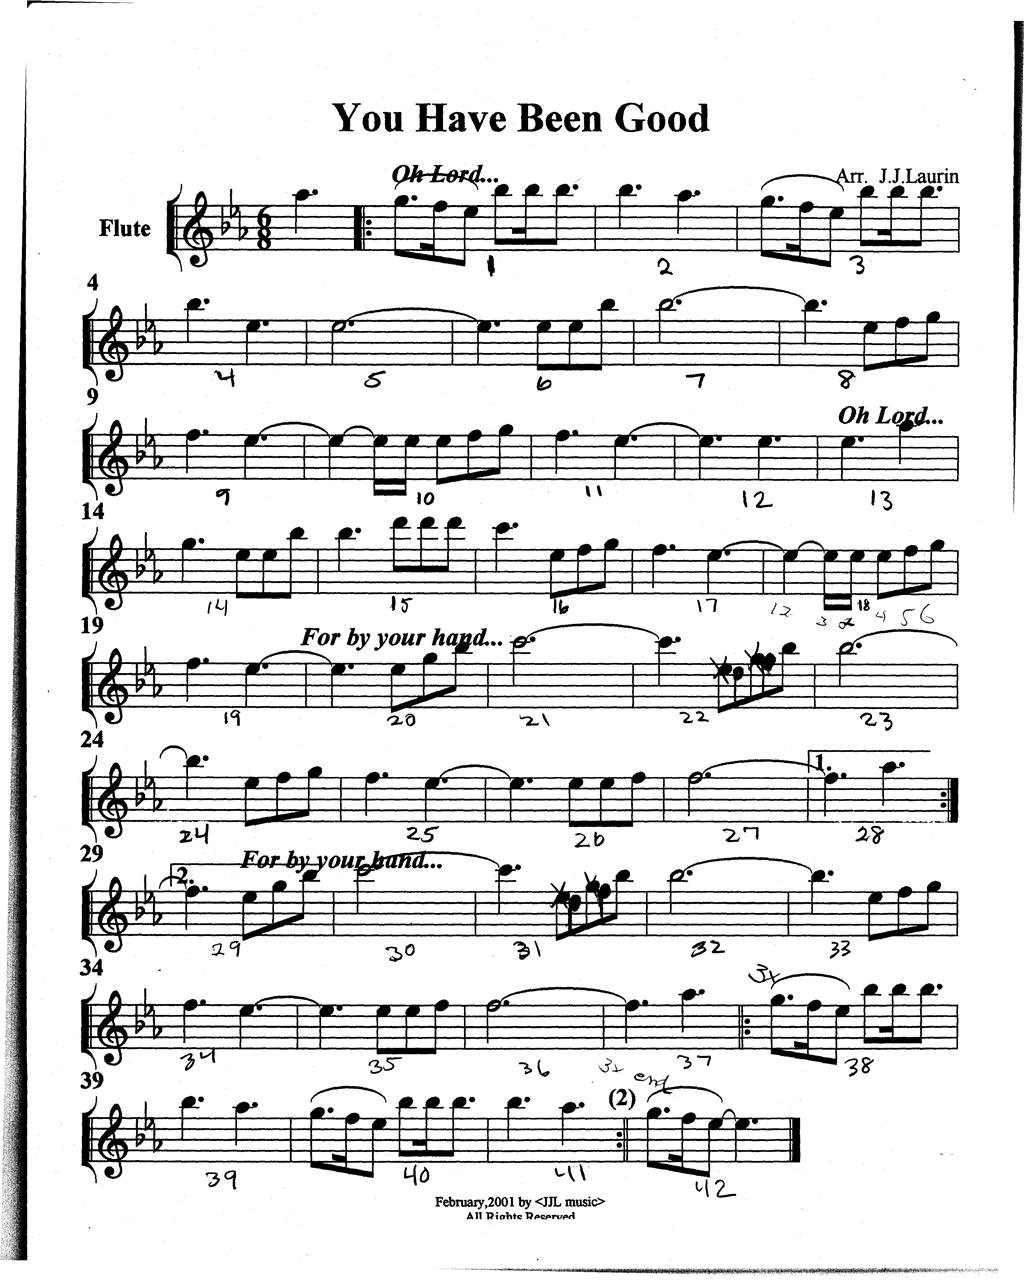 You Have Been Good
Oh Lord...
Arr. J.J.Laurin
Flute
6
8
1 2 3
4
4 5 6 7 8
9
Oh Lord...
9 10 11 12 13
14
14 15 16 17 12 3 2 18 4 5 6
19
For by your hand...
19 20 21 22 23
24
1.
24 25 26 27 28
29
For by your hand...
2.
29 30 31 32 33
34
3x
34 35 36 3x 37 38
39
end
(2)
39 40 41 42
February,2001 by <JJL music>
All Rights Reserved